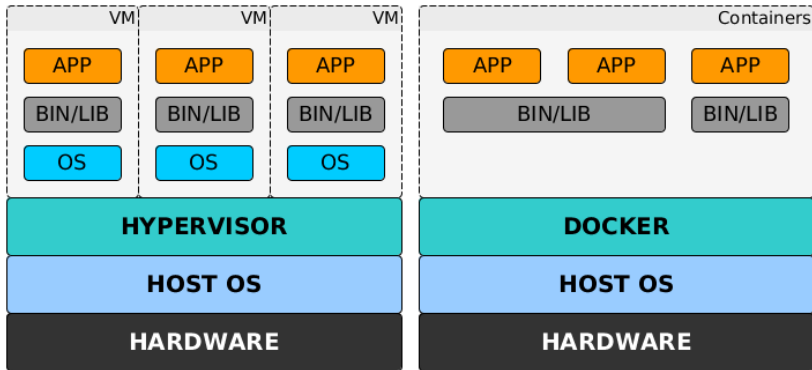 VM VM VM
APP APP APP
BIN/LIB BIN/LIB BIN/LIB
OS OS OS
HYPERVISOR
HOST OS
HARDWARE
Containers
APP APP APP
BIN/LIB BIN/LIB
DOCKER
HOST OS
HARDWARE